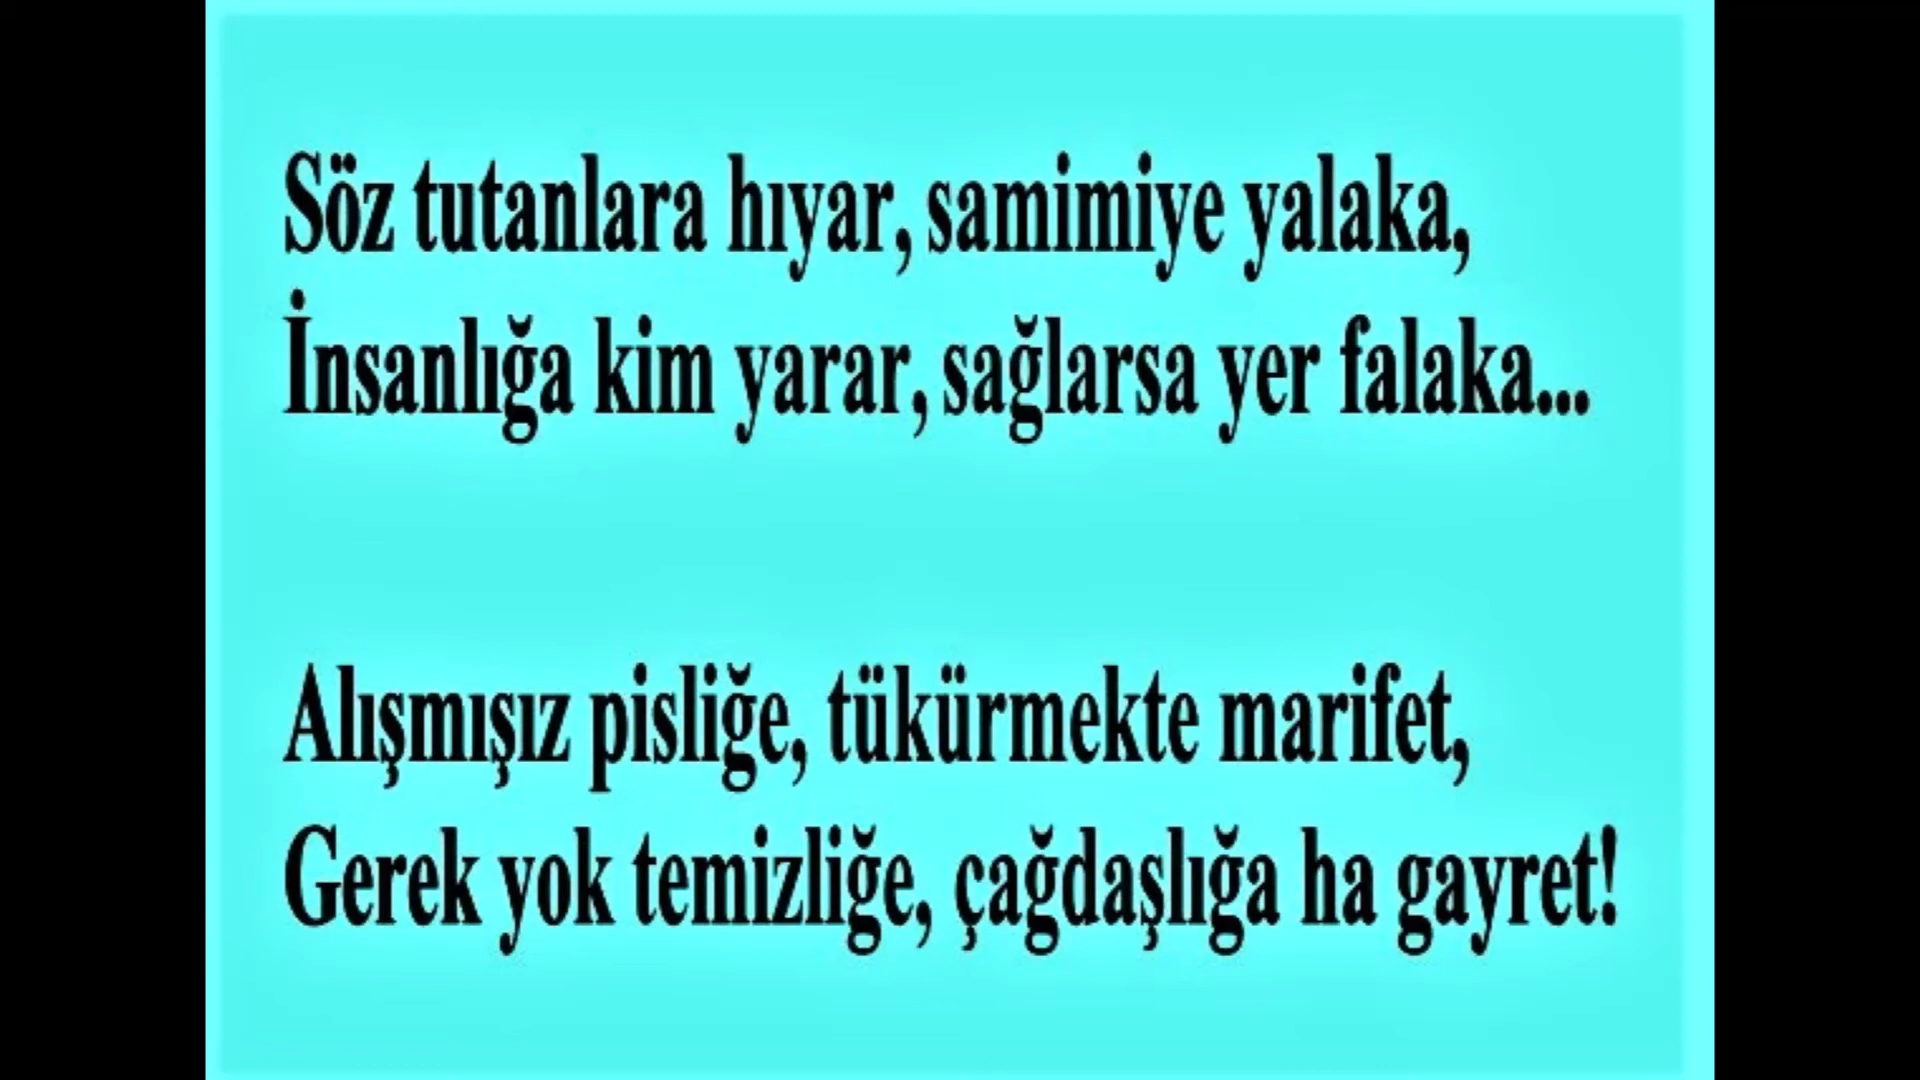 Söz tutanlara hıyar, samimiye yalaka,
İnsanlığa kim yarar, sağlarsa yer falaka...
Alışmışız pisliğe, tükürmekte marifet,
Gerek yok temizliğe, çağdaşlığa ha gayret!